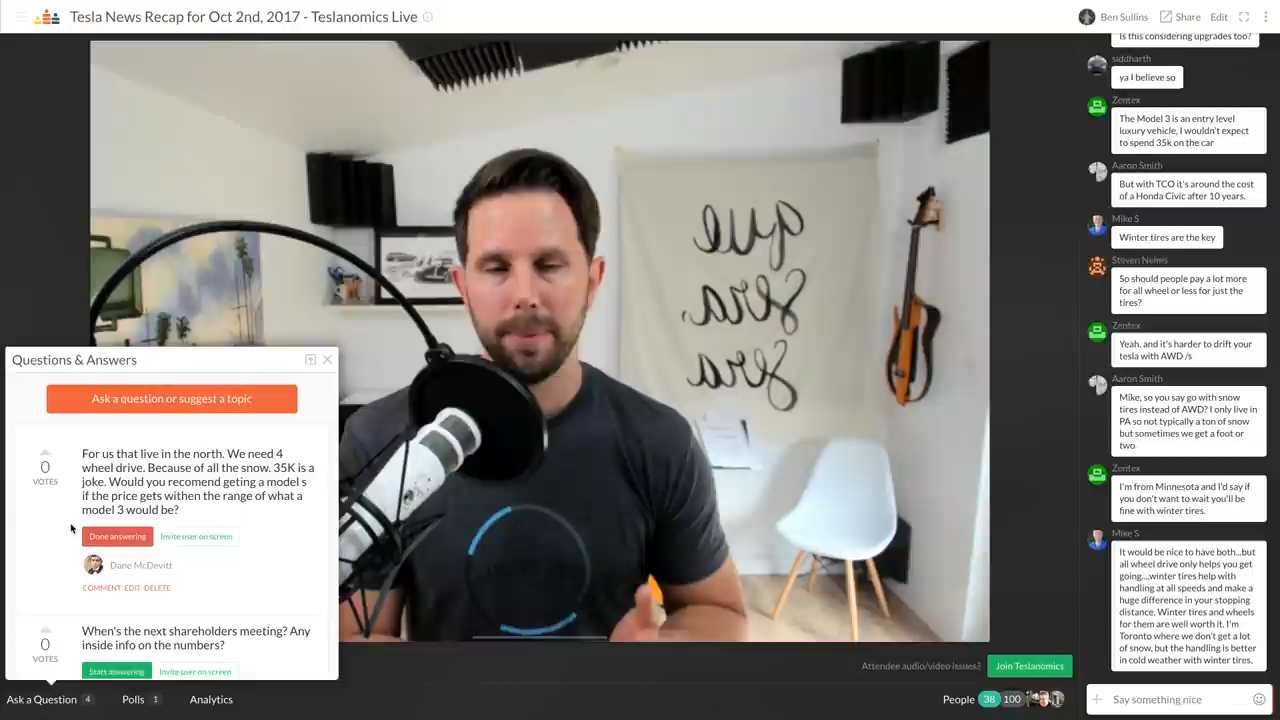 Tesla News Recap for Oct 2nd, 2017 - Teslanomics Live
Ben Sullins
Share
Edit
que
sera,
sera
Questions & Answers
Ask a question or suggest a topic
0
VOTES
For us that live in the north. We need 4
wheel drive. Because of all the snow. 35K is a
joke. Would you recomend geting a model s
if the price gets withen the range of what a
model 3 would be?
Done answering
Invite user on screen
Dane McDevitt
COMMENT EDIT DELETE
0
VOTES
When's the next shareholders meeting? Any
inside info on the numbers?
Start answering
Invite user on screen
Ask a Question 4
Polls 1
Analytics
Attendee audio/video issues?
Join Teslanomics
People 38 100
Is this considering upgrades too?
siddharth
ya I believe so
Zentex
The Model 3 is an entry level
luxury vehicle, I wouldn't expect
to spend 35k on the car
Aaron Smith
But with TCO it's around the cost
of a Honda Civic after 10 years.
Mike S
Winter tires are the key
Steven Nelms
So should people pay a lot more
for all wheel or less for just the
tires?
Zentex
Yeah, and it's harder to drift your
tesla with AWD /s
Aaron Smith
Mike, so you say go with snow
tires instead of AWD? I only live in
PA so not typically a ton of snow
but sometimes we get a foot or
two.
Zentex
I'm from Minnesota and I'd say if
you don't want to wait you'll be
fine with winter tires.
Mike S
It would be nice to have both...but
all wheel drive only helps you get
going....winter tires help with
handling at all speeds and make a
huge difference in your stopping
distance. Winter tires and wheels
for them are well worth it. I'm
Toronto where we don't get a lot
of snow, but the handling is better
in cold weather with winter tires.
Say something nice